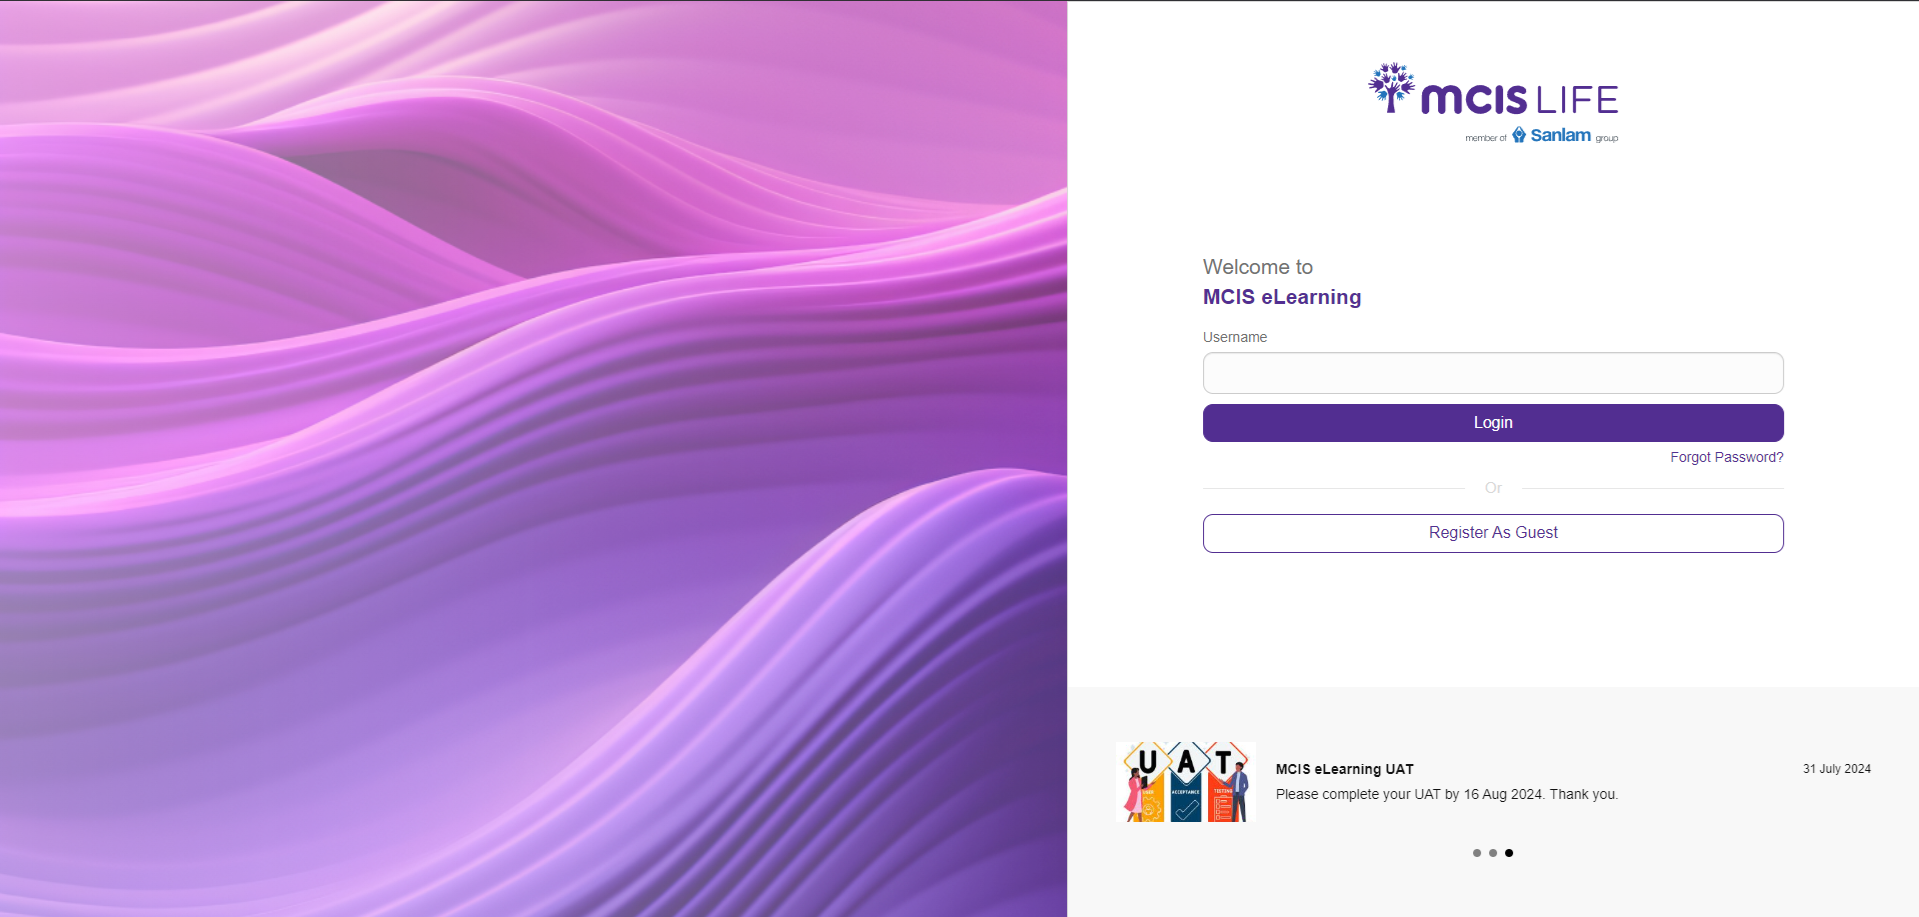 mcis LIFE
member of Sanlam group
Welcome to
MCIS eLearning
Username
Login
Forgot Password?
Or
Register As Guest
UAT
USER ACCEPTANCE TESTING
MCIS eLearning UAT
31 July 2024
Please complete your UAT by 16 Aug 2024. Thank you.